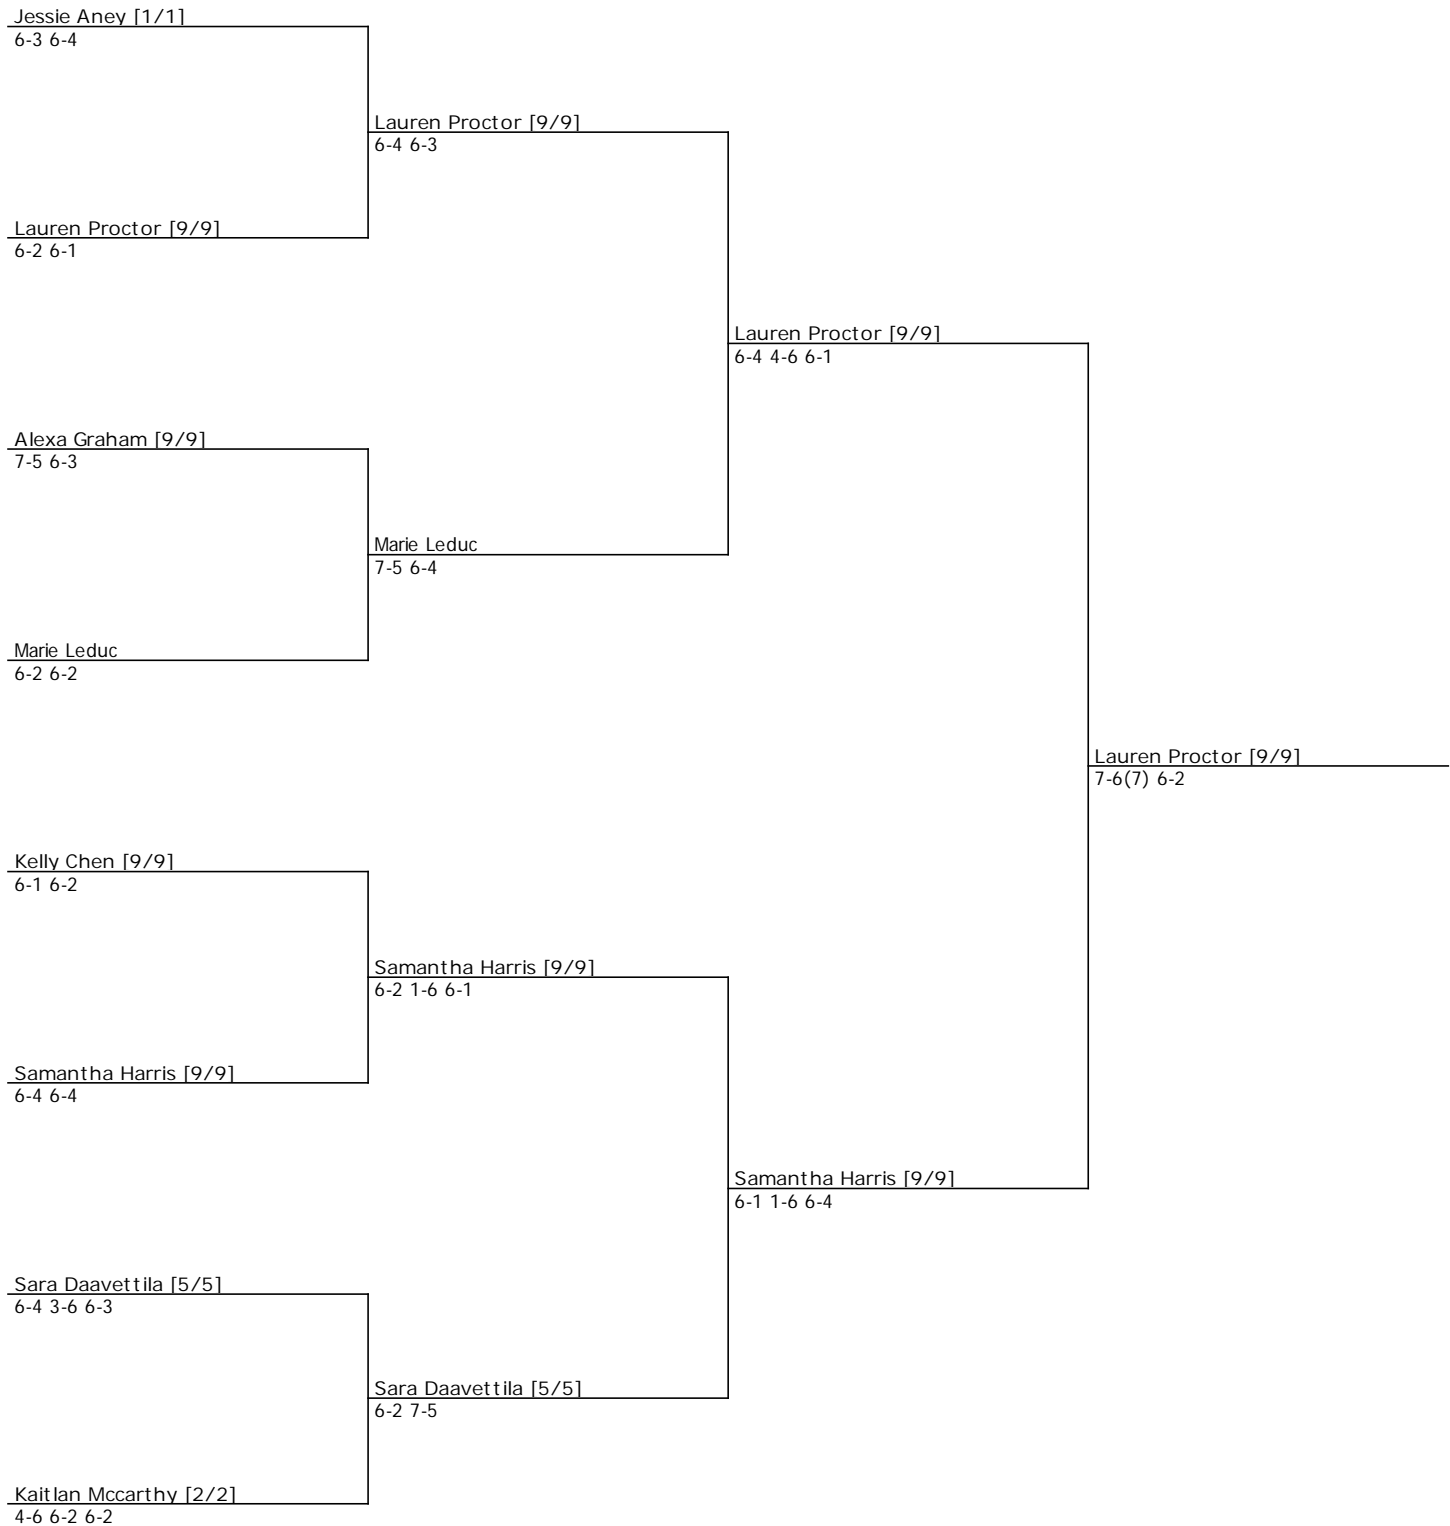 Jessie Aney [1/1]
6-3 6-4
Lauren Proctor [9/9]
6-4 6-3
Lauren Proctor [9/9]
6-2 6-1
Lauren Proctor [9/9]
6-4 4-6 6-1
Alexa Graham [9/9]
7-5 6-3
Marie Leduc
7-5 6-4
Marie Leduc
6-2 6-2
Lauren Proctor [9/9]
7-6(7) 6-2
Kelly Chen [9/9]
6-1 6-2
Samantha Harris [9/9]
6-2 1-6 6-1
Samantha Harris [9/9]
6-4 6-4
Samantha Harris [9/9]
6-1 1-6 6-4
Sara Daavettila [5/5]
6-4 3-6 6-3
Sara Daavettila [5/5]
6-2 7-5
Kaitlan Mccarthy [2/2]
4-6 6-2 6-2